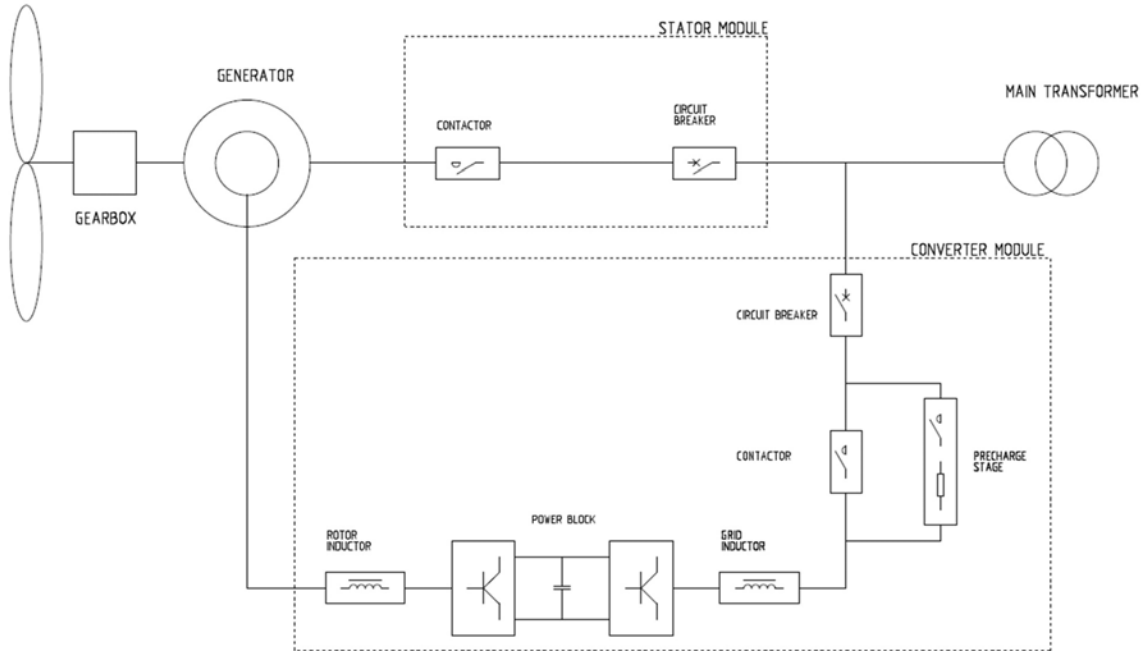 STATOR MODULE
GENERATOR
MAIN TRANSFORMER
CONTACTOR
CIRCUIT
BREAKER
GEARBOX
CONVERTER MODULE
CIRCUIT BREAKER
CONTACTOR
PRECHARGE
STAGE
POWER BLOCK
ROTOR
INDUCTOR
GRID
INDUCTOR